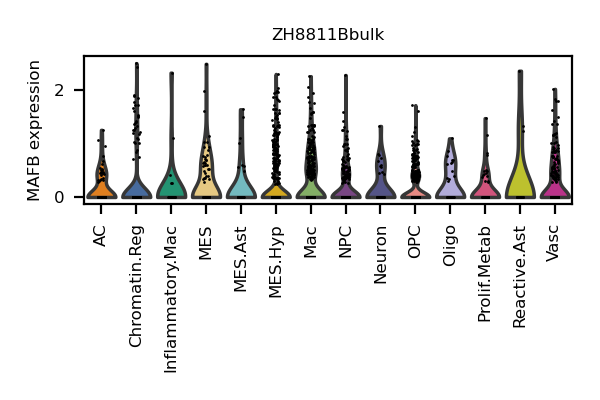 ZH8811Bbulk
MAFB expression
2
0
AC
Chromatin.Reg
Inflammatory.Mac
MES
MES.Ast
MES.Hyp
Mac
NPC
Neuron
OPC
Oligo
Prolif.Metab
Reactive.Ast
Vasc